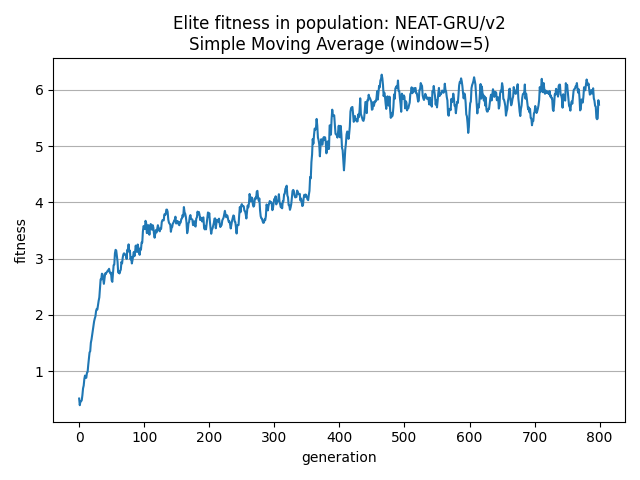 Elite fitness in population: NEAT-GRU/v2
Simple Moving Average (window=5)
fitness
6
5
4
3
2
1
0 100 200 300 400 500 600 700 800
generation